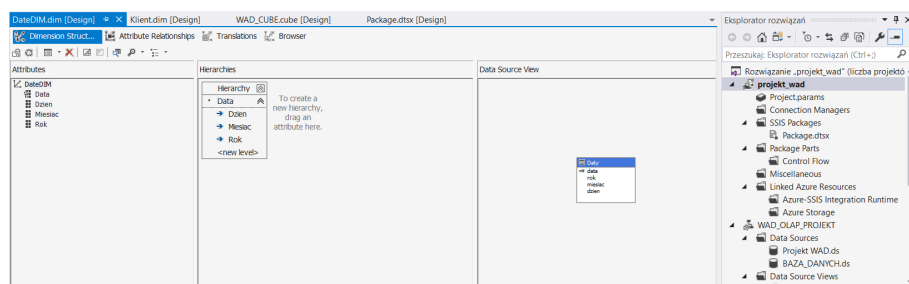 DateDIM.dim [Design] Klient.dim [Design] WAD_CUBE.cube [Design] Package.dtsx [Design]
Dimension Struct... Attribute Relationships Translations Browser
Attributes
DateDIM
Data
Dzien
Miesiac
Rok
Hierarchies
Hierarchy
Data
Dzien
Miesiac
Rok
<new level>
To create a
new hierarchy,
drag an
attribute here.
Data Source View
Daty
data
rok
miesiac
dzien
Eksplorator rozwiązań
Przeszukaj: Eksplorator rozwiązań (Ctrl+;)
Rozwiązanie „projekt_wad” (liczba projektó
projekt_wad
Project.params
Connection Managers
SSIS Packages
Package.dtsx
Package Parts
Control Flow
Miscellaneous
Linked Azure Resources
Azure-SSIS Integration Runtime
Azure Storage
WAD_OLAP_PROJEKT
Data Sources
Projekt WAD.ds
BAZA_DANYCH.ds
Data Source Views